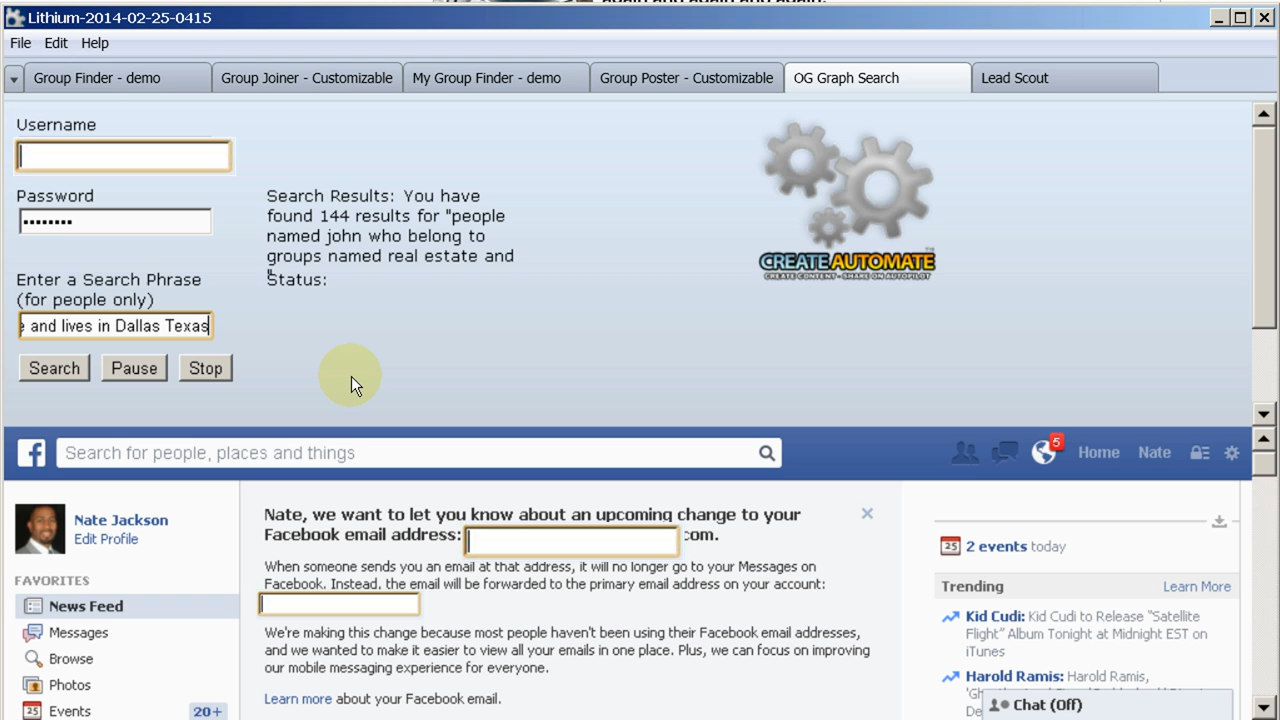 again and again and again.
Lithium-2014-02-25-0415
File Edit Help
Group Finder - demo Group Joiner - Customizable My Group Finder - demo Group Poster - Customizable OG Graph Search Lead Scout
Username
Password
Search Results: You have
found 144 results for "people
named john who belong to
groups named real estate and
"
Status:
Enter a Search Phrase
(for people only)
e and lives in Dallas Texas
Search Pause Stop
CREATEAUTOMATE
CREATE CONTENT - SHARE ON AUTOPILOT
Search for people, places and things
5
Home Nate
Nate Jackson
Edit Profile
FAVORITES
News Feed
Messages
Browse
Photos
25 Events 20+
Nate, we want to let you know about an upcoming change to your
Facebook email address: com.
When someone sends you an email at that address, it will no longer go to your Messages on
Facebook. Instead, the email will be forwarded to the primary email address on your account:
We're making this change because most people haven't been using their Facebook email addresses,
and we wanted to make it easier to view all your emails in one place. Plus, we can focus on improving
our mobile messaging experience for everyone.
Learn more about your Facebook email.
25 2 events today
Trending Learn More
Kid Cudi: Kid Cudi to Release "Satellite
Flight" Album Tonight at Midnight EST on
iTunes
Harold Ramis: Harold Ramis,
Chat (Off)